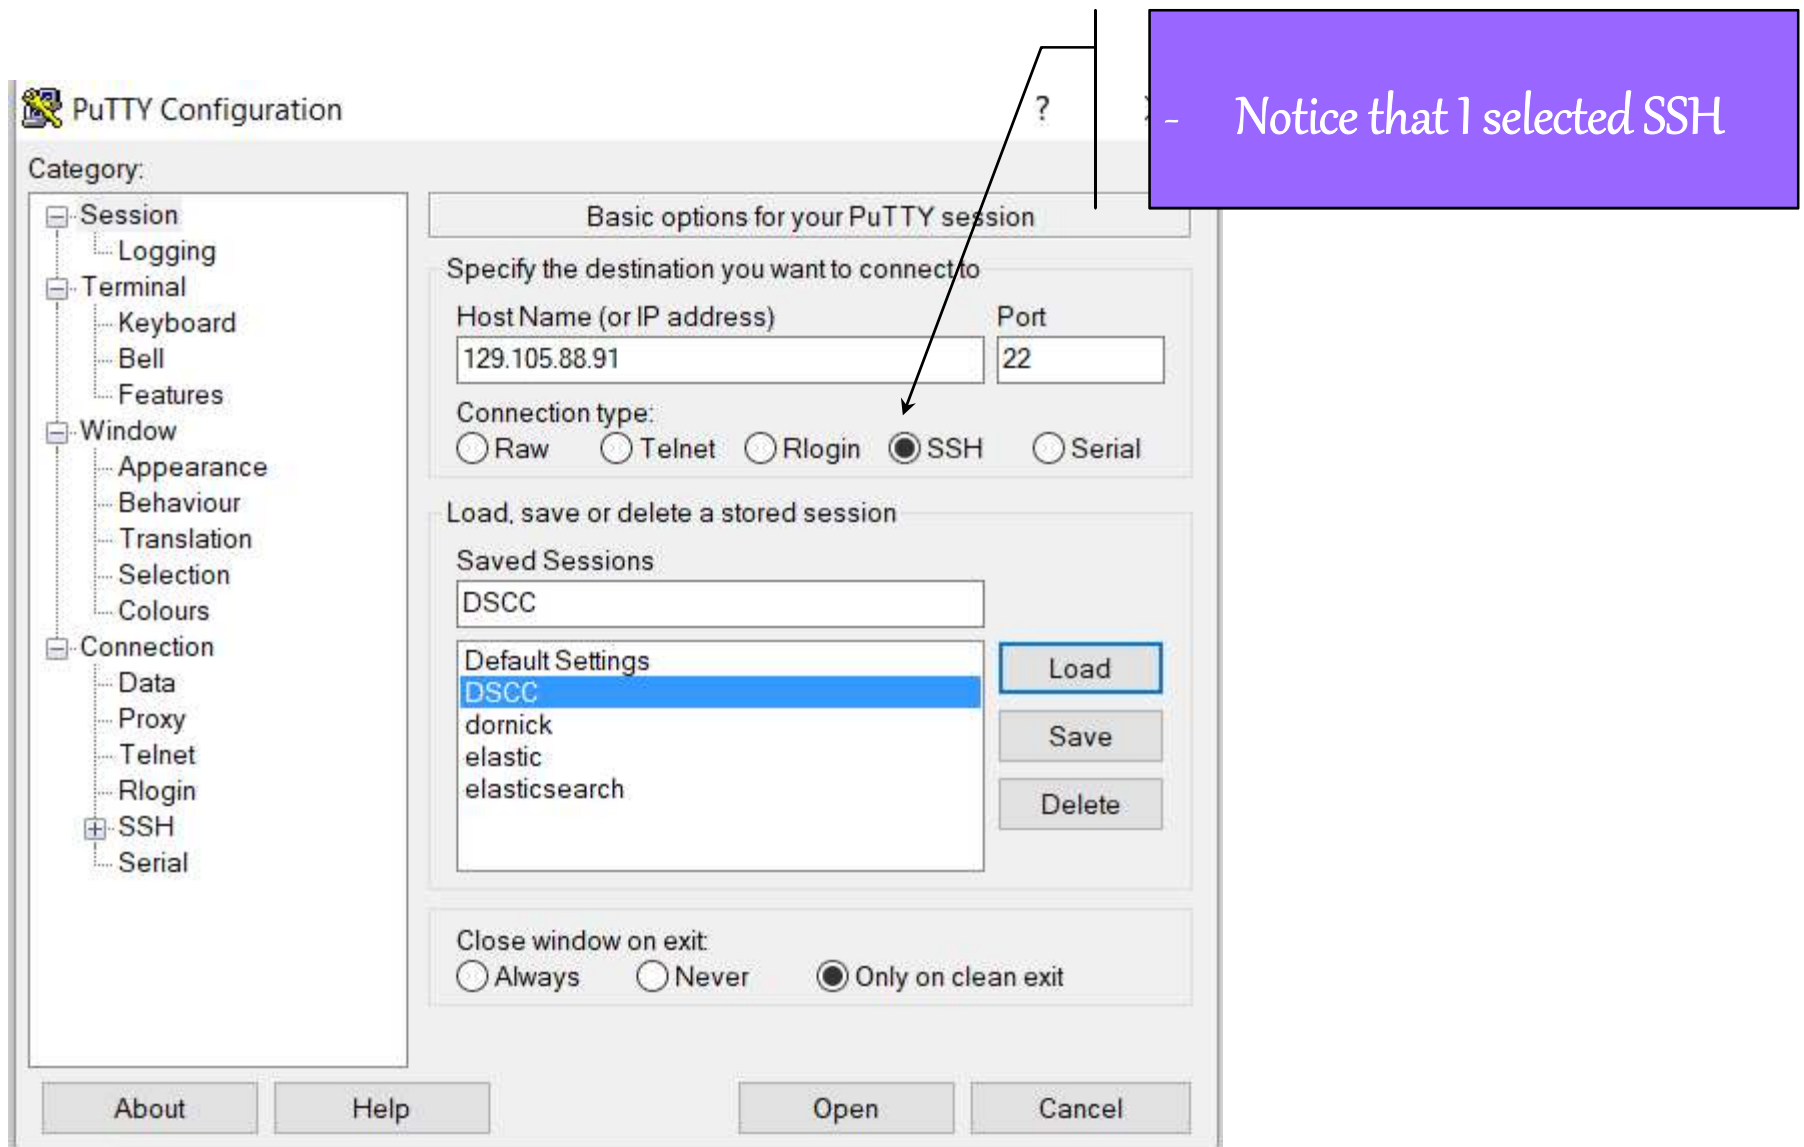 PuTTY Configuration
?
- Notice that I selected SSH
Category:
Session
Logging
Terminal
Keyboard
Bell
Features
Window
Appearance
Behaviour
Translation
Selection
Colours
Connection
Data
Proxy
Telnet
Rlogin
SSH
Serial
Basic options for your PuTTY session
Specify the destination you want to connect to
Host Name (or IP address) Port
129.105.88.91 22
Connection type:
Raw Telnet Rlogin SSH Serial
Load, save or delete a stored session
Saved Sessions
DSCC
Default Settings
DSCC
dornick
elastic
elasticsearch
Load
Save
Delete
Close window on exit:
Always Never Only on clean exit
About Help Open Cancel